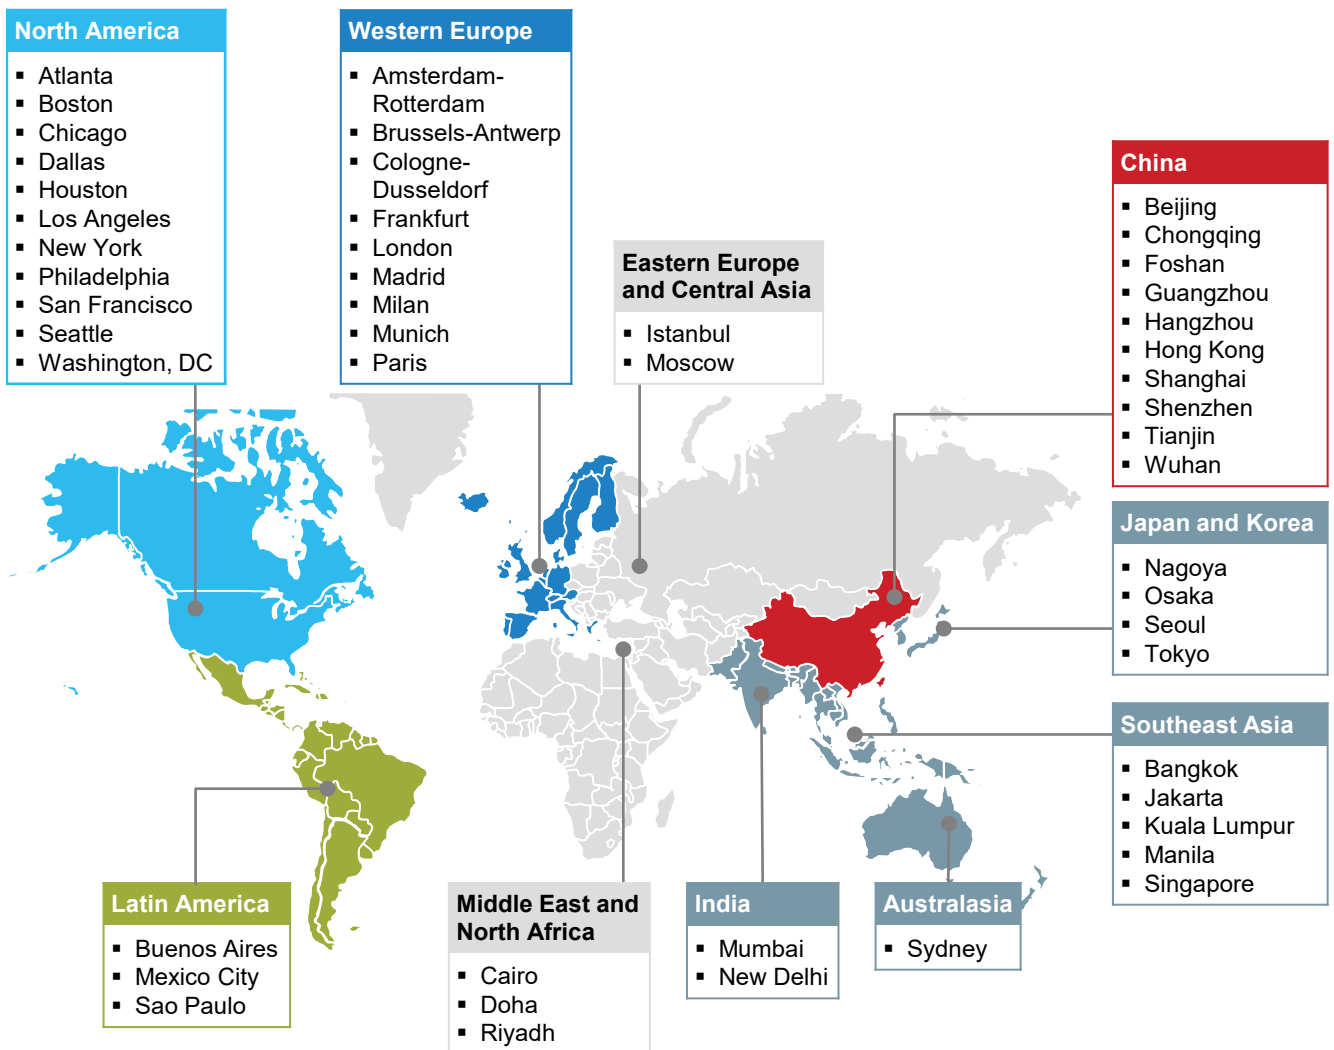 North America
▪ Atlanta
▪ Boston
▪ Chicago
▪ Dallas
▪ Houston
▪ Los Angeles
▪ New York
▪ Philadelphia
▪ San Francisco
▪ Seattle
▪ Washington, DC
Western Europe
▪ Amsterdam-
Rotterdam
▪ Brussels-Antwerp
▪ Cologne-
Dusseldorf
▪ Frankfurt
▪ London
▪ Madrid
▪ Milan
▪ Munich
▪ Paris
Eastern Europe
and Central Asia
▪ Istanbul
▪ Moscow
China
▪ Beijing
▪ Chongqing
▪ Foshan
▪ Guangzhou
▪ Hangzhou
▪ Hong Kong
▪ Shanghai
▪ Shenzhen
▪ Tianjin
▪ Wuhan
Japan and Korea
▪ Nagoya
▪ Osaka
▪ Seoul
▪ Tokyo
Southeast Asia
▪ Bangkok
▪ Jakarta
▪ Kuala Lumpur
▪ Manila
▪ Singapore
Latin America
▪ Buenos Aires
▪ Mexico City
▪ Sao Paulo
Middle East and
North Africa
▪ Cairo
▪ Doha
▪ Riyadh
India
▪ Mumbai
▪ New Delhi
Australasia
▪ Sydney